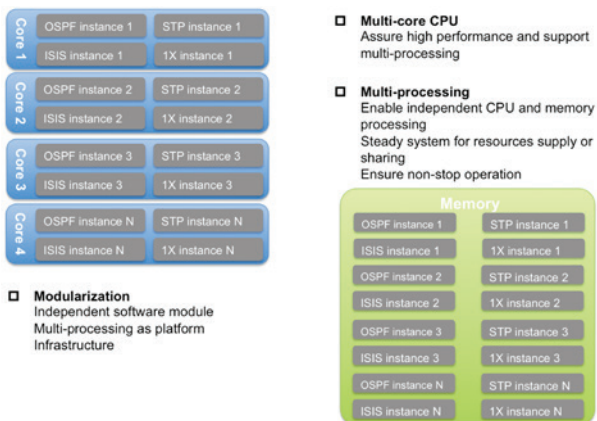 Core 1
OSPF instance 1
STP instance 1
ISIS instance 1
1X instance 1
Core 2
OSPF instance 2
STP instance 2
ISIS instance 2
1X instance 2
Core 3
OSPF instance 3
STP instance 3
ISIS instance 3
1X instance 3
Core 4
OSPF instance N
STP instance N
ISIS instance N
1X instance N
Modularization
Independent software module
Multi-processing as platform
Infrastructure
Multi-core CPU
Assure high performance and support
multi-processing
Multi-processing
Enable independent CPU and memory
processing
Steady system for resources supply or
sharing
Ensure non-stop operation
Memory
OSPF instance 1
STP instance 1
ISIS instance 1
1X instance 1
OSPF instance 2
STP instance 2
ISIS instance 2
1X instance 2
OSPF instance 3
STP instance 3
ISIS instance 3
1X instance 3
OSPF instance N
STP instance N
ISIS instance N
1X instance N